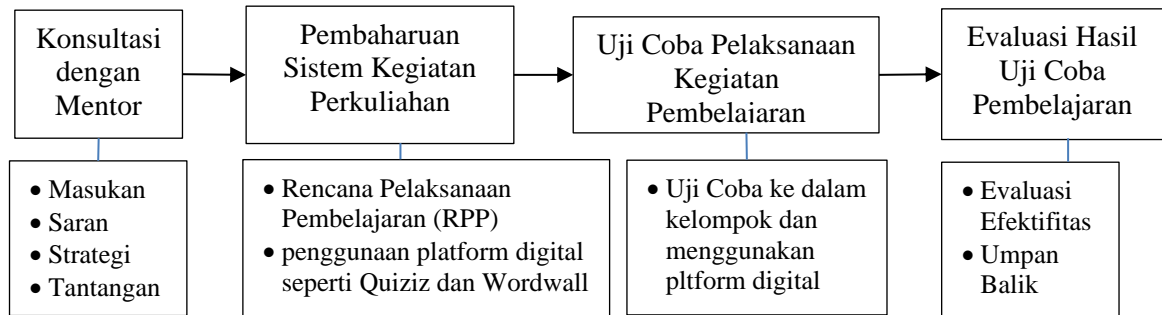 Konsultasi
dengan
Mentor
Pembaharuan
Sistem Kegiatan
Perkuliahan
Uji Coba Pelaksanaan
Kegiatan
Pembelajaran
Evaluasi Hasil
Uji Coba
Pembelajaran
• Masukan
• Saran
• Strategi
• Tantangan
• Rencana Pelaksanaan
Pembelajaran (RPP)
• penggunaan platform digital
seperti Quiziz dan Wordwall
• Uji Coba ke dalam
kelompok dan
menggunakan
pltform digital
• Evaluasi
Efektifitas
• Umpan
Balik